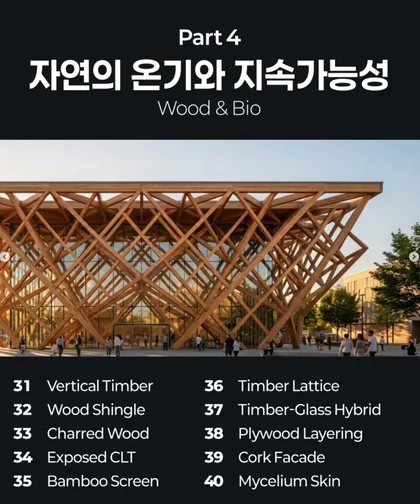 Part 4
자연의 온기와 지속가능성
Wood & Bio
31 Vertical Timber
32 Wood Shingle
33 Charred Wood
34 Exposed CLT
35 Bamboo Screen
36 Timber Lattice
37 Timber-Glass Hybrid
38 Plywood Layering
39 Cork Facade
40 Mycelium Skin